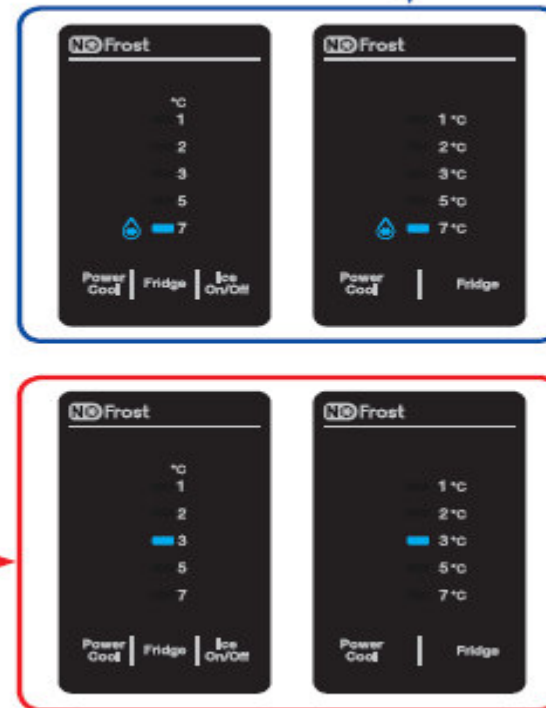 NO Frost
°C
1
2
3
5
7
Power Cool | Fridge | Ice On/Off
NO Frost
1 °C
2 °C
3 °C
5 °C
7 °C
Power Cool | Fridge
NO Frost
°C
1
2
3
5
7
Power Cool | Fridge | Ice On/Off
NO Frost
1 °C
2 °C
3 °C
5 °C
7 °C
Power Cool | Fridge